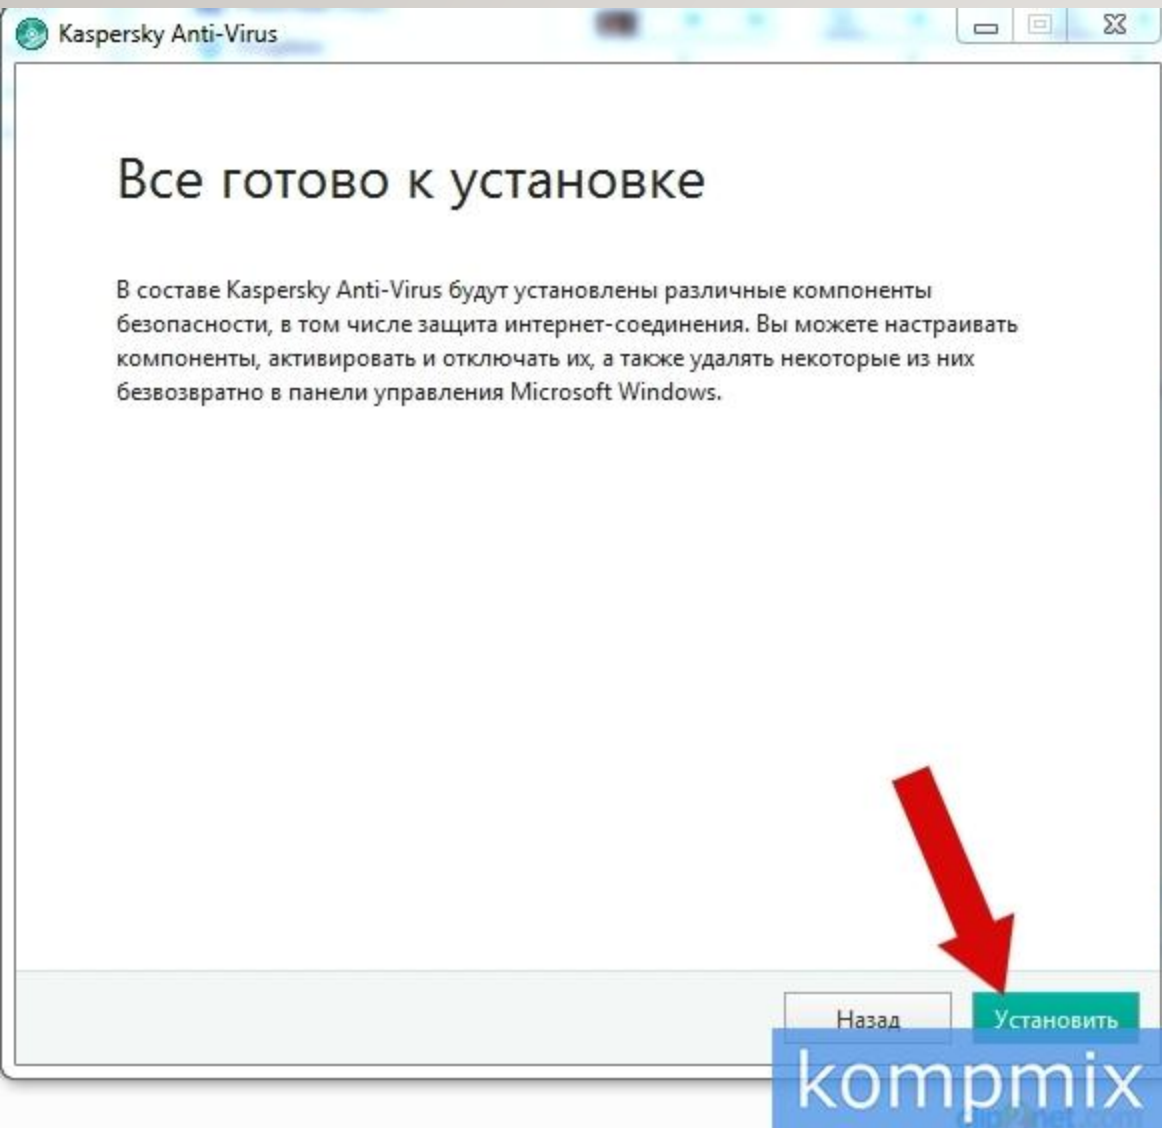 Kaspersky Anti-Virus
Все готово к установке
В составе Kaspersky Anti-Virus будут установлены различные компоненты
безопасности, в том числе защита интернет-соединения. Вы можете настраивать
компоненты, активировать и отключать их, а также удалять некоторые из них
безвозвратно в панели управления Microsoft Windows.
Назад
Установить
kompmix
clip2net.com